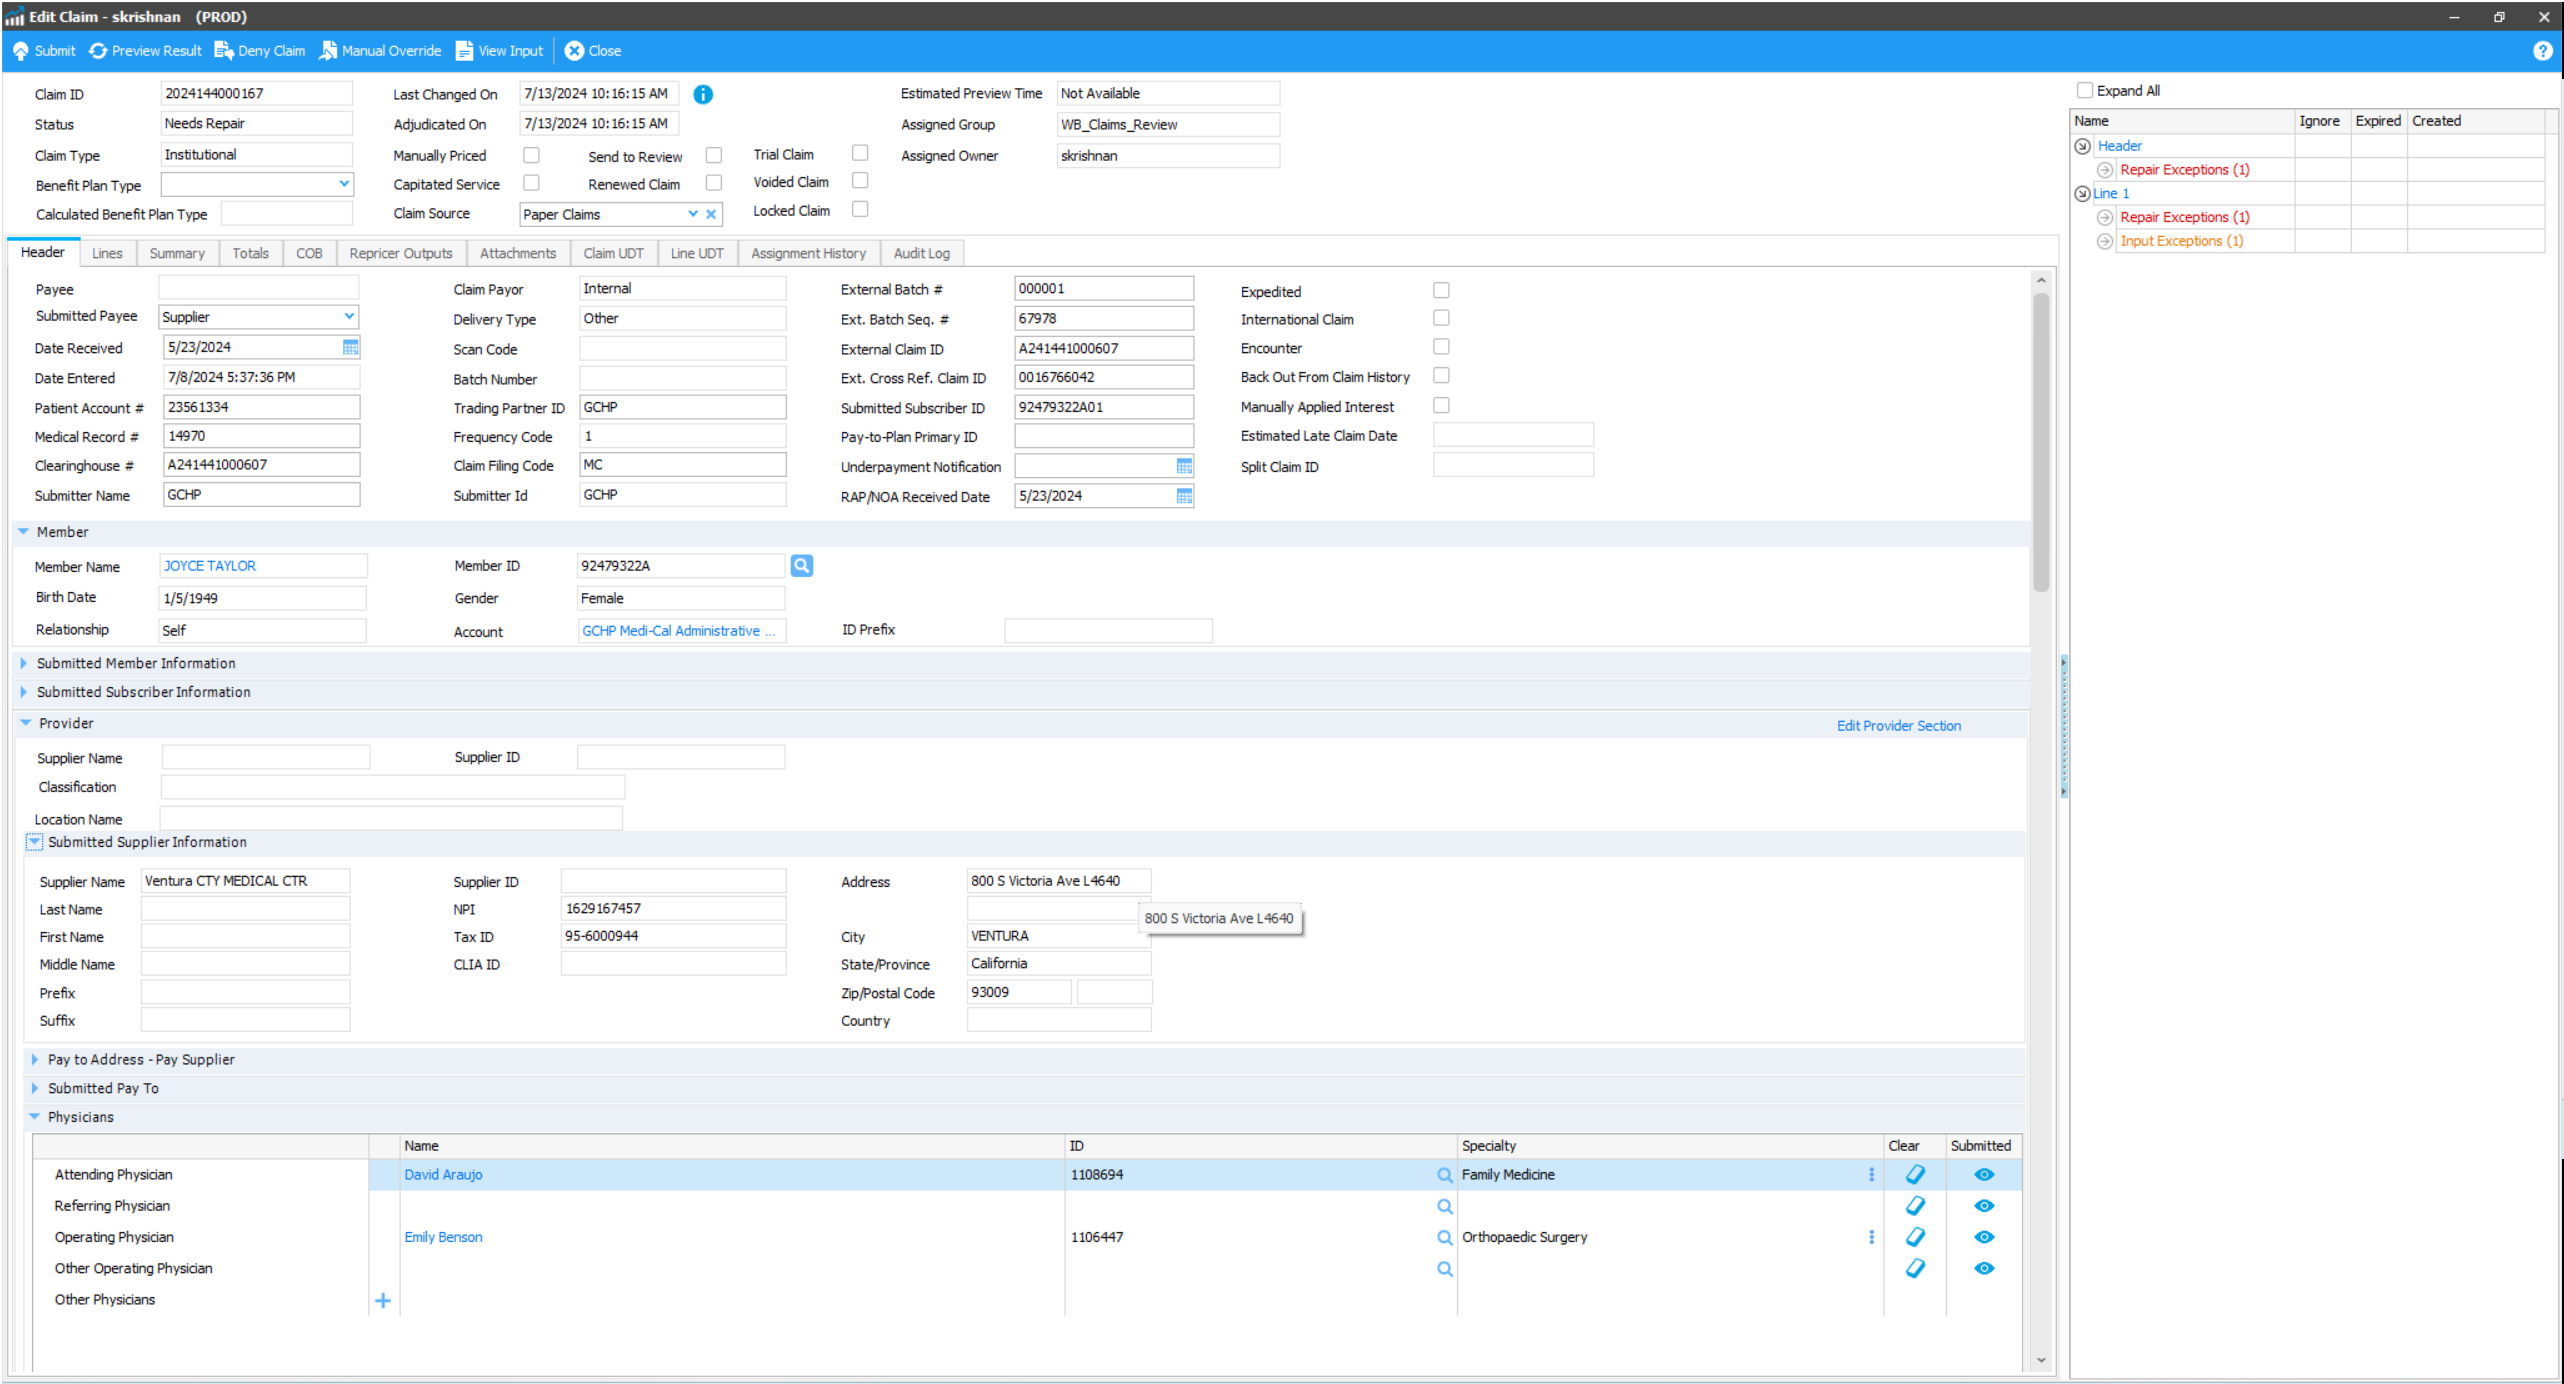 Edit Claim - skrishnan (PROD)
Submit Preview Result Deny Claim Manual Override View Input Close
Claim ID 2024144000167 Last Changed On 7/13/2024 10:16:15 AM Estimated Preview Time Not Available
Status Needs Repair Adjudicated On 7/13/2024 10:16:15 AM Assigned Group WB_Claims_Review
Claim Type Institutional Manually Priced Send to Review Trial Claim Assigned Owner skrishnan
Benefit Plan Type Capitated Service Renewed Claim Voided Claim
Calculated Benefit Plan Type Claim Source Paper Claims Locked Claim
Header Lines Summary Totals COB Repricer Outputs Attachments Claim UDT Line UDT Assignment History Audit Log
Payee Claim Payor Internal External Batch # 000001 Expedited
Submitted Payee Supplier Delivery Type Other Ext. Batch Seq. # 67978 International Claim
Date Received 5/23/2024 Scan Code External Claim ID A241441000607 Encounter
Date Entered 7/8/2024 5:37:36 PM Batch Number Ext. Cross Ref. Claim ID 0016766042 Back Out From Claim History
Patient Account # 23561334 Trading Partner ID GCHP Submitted Subscriber ID 92479322A01 Manually Applied Interest
Medical Record # 14970 Frequency Code 1 Pay-to-Plan Primary ID Estimated Late Claim Date
Clearinghouse # A241441000607 Claim Filing Code MC Underpayment Notification Split Claim ID
Submitter Name GCHP Submitter Id GCHP RAP/NOA Received Date 5/23/2024
Member
Member Name JOYCE TAYLOR Member ID 92479322A
Birth Date 1/5/1949 Gender Female
Relationship Self Account GCHP Medi-Cal Administrative ... ID Prefix
Submitted Member Information
Submitted Subscriber Information
Provider Edit Provider Section
Supplier Name Supplier ID
Classification
Location Name
Submitted Supplier Information
Supplier Name Ventura CTY MEDICAL CTR Supplier ID Address 800 S Victoria Ave L4640
Last Name NPI 1629167457 800 S Victoria Ave L4640
First Name Tax ID 95-6000944 City VENTURA
Middle Name CLIA ID State/Province California
Prefix Zip/Postal Code 93009
Suffix Country
Pay to Address - Pay Supplier
Submitted Pay To
Physicians
Name ID Specialty Clear Submitted
Attending Physician David Araujo 1108694 Family Medicine
Referring Physician
Operating Physician Emily Benson 1106447 Orthopaedic Surgery
Other Operating Physician
Other Physicians
Expand All
Name Ignore Expired Created
Header
Repair Exceptions (1)
Line 1
Repair Exceptions (1)
Input Exceptions (1)